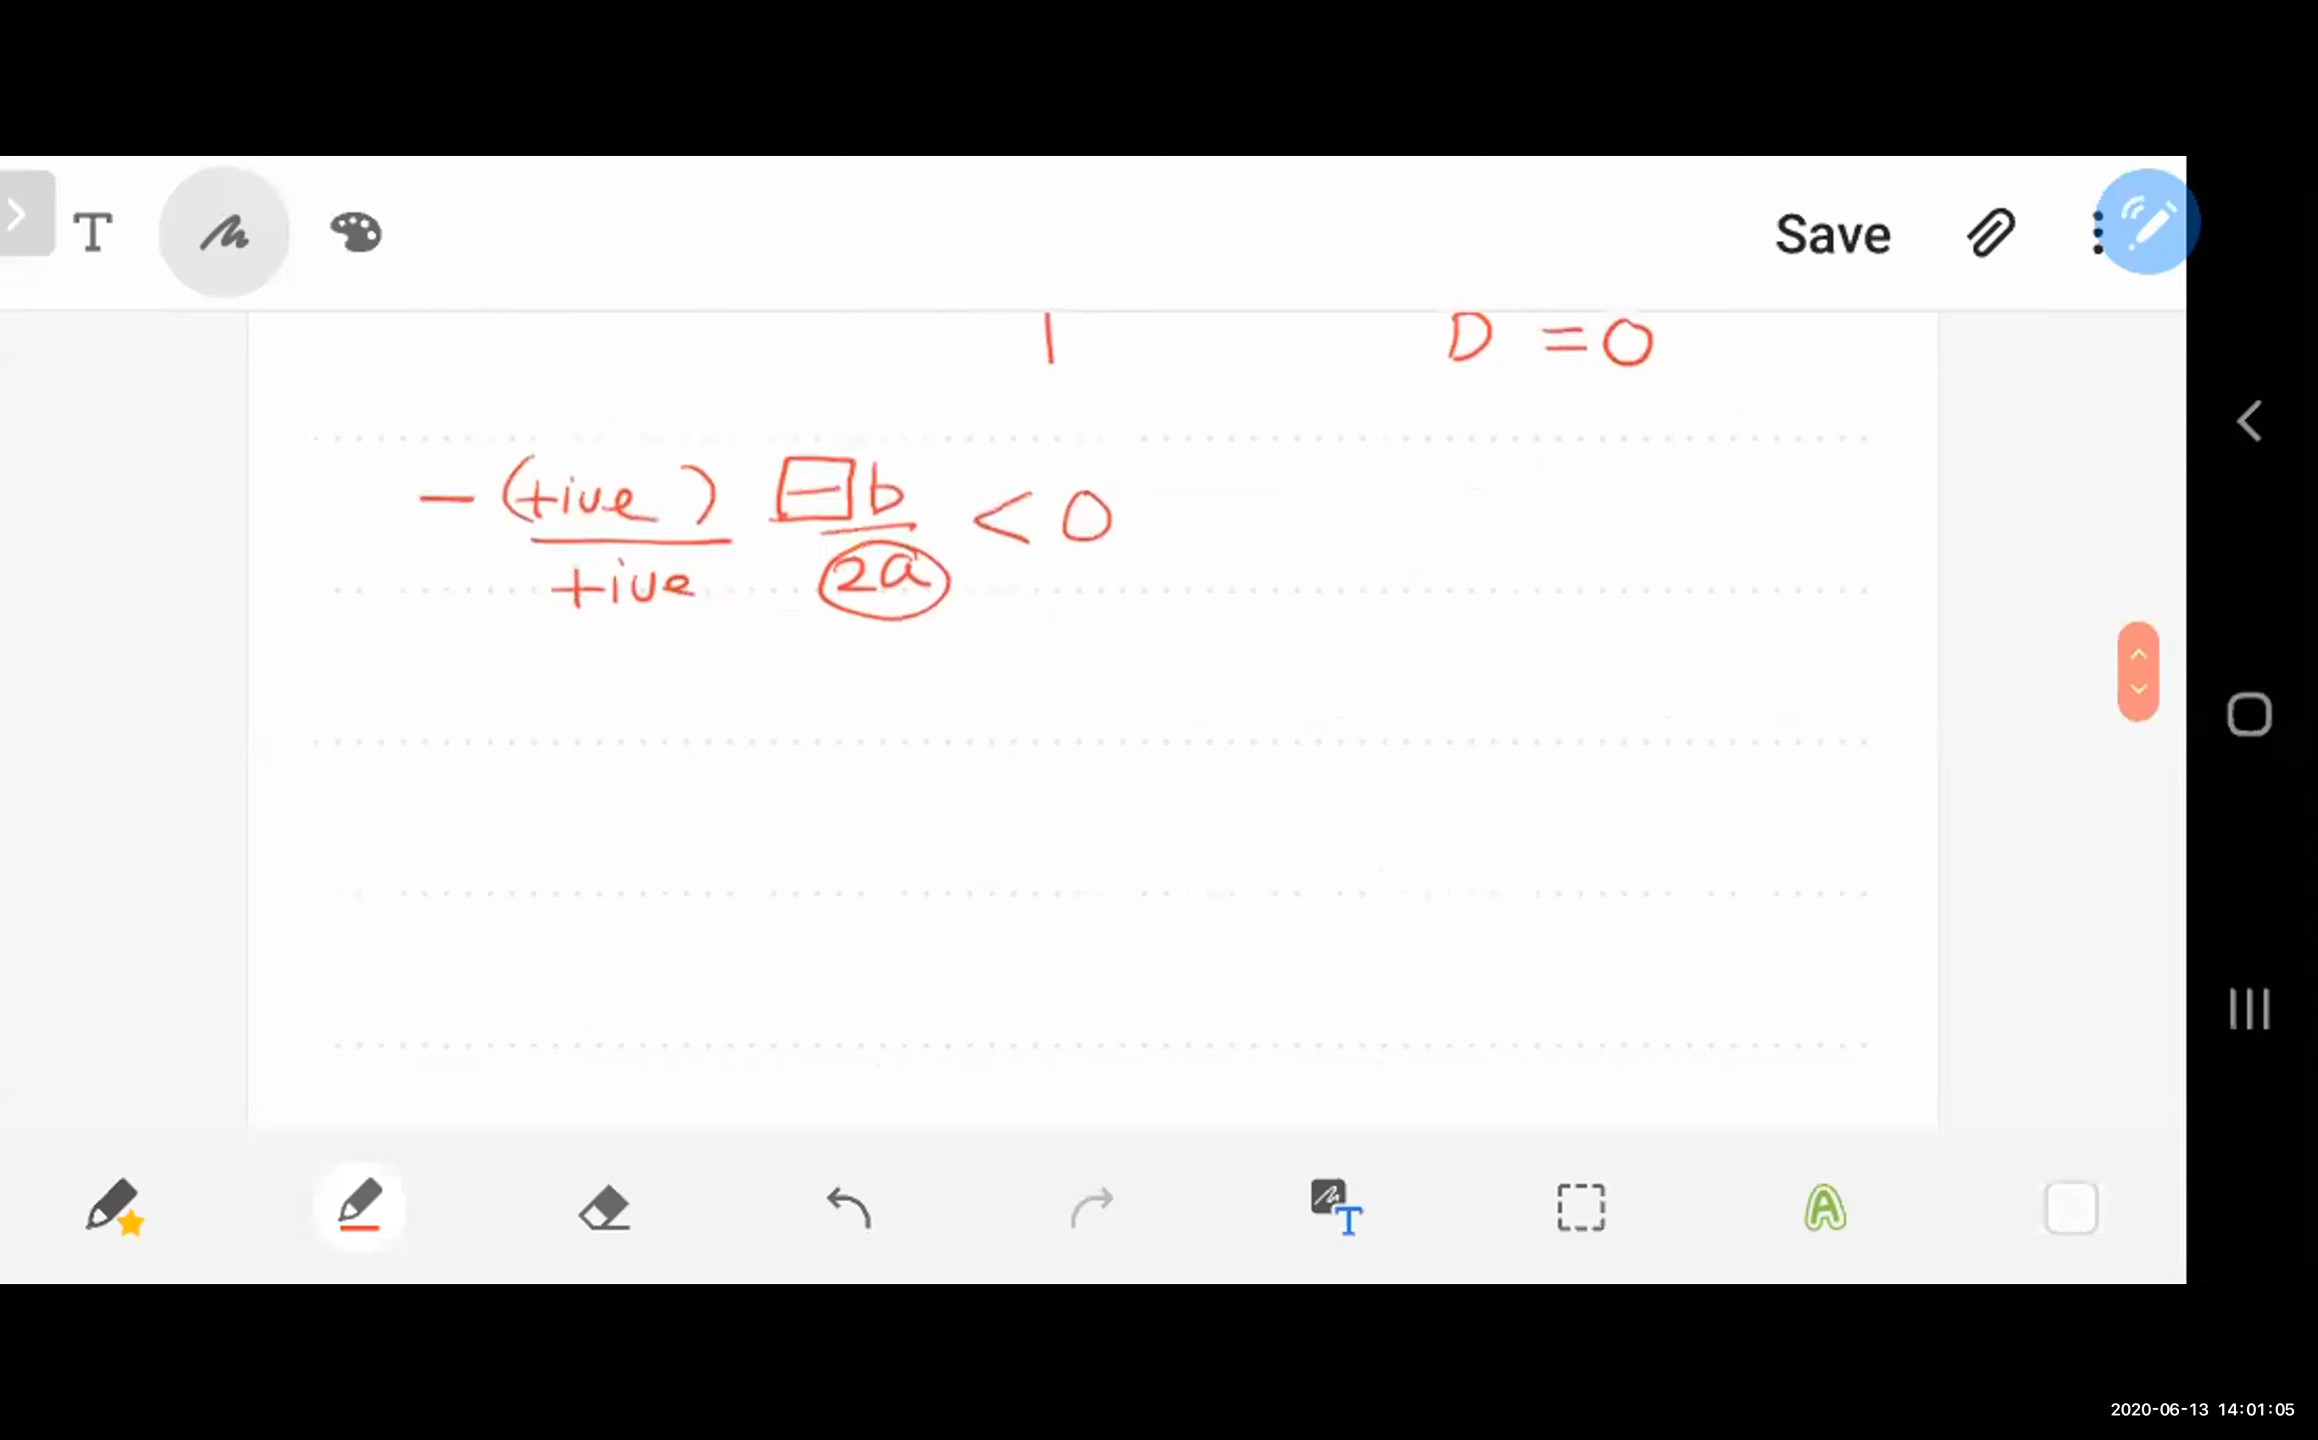 T Save
| D = 0
- (+ive) -b < 0
+ive 2a
T A
2020-06-13 14:01:05